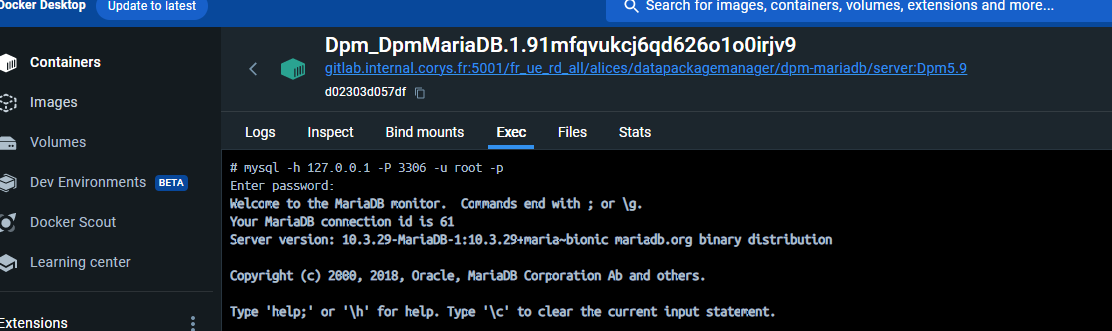 Docker Desktop
Update to latest
Search for images, containers, volumes, extensions and more...
Containers
Images
Volumes
Dev Environments BETA
Docker Scout
Learning center
Extensions
Dpm_DpmMariaDB.1.91mfqvukcj6qd626o1o0irjv9
gitlab.internal.corys.fr:5001/fr_ue_rd_all/alices/datapackagemanager/dpm-mariadb/server:Dpm5.9
d02303d057df
Logs Inspect Bind mounts Exec Files Stats
# mysql -h 127.0.0.1 -P 3306 -u root -p
Enter password:
Welcome to the MariaDB monitor.  Commands end with ; or \g.
Your MariaDB connection id is 61
Server version: 10.3.29-MariaDB-1:10.3.29+maria~bionic mariadb.org binary distribution
Copyright (c) 2000, 2018, Oracle, MariaDB Corporation Ab and others.
Type 'help;' or '\h' for help. Type '\c' to clear the current input statement.